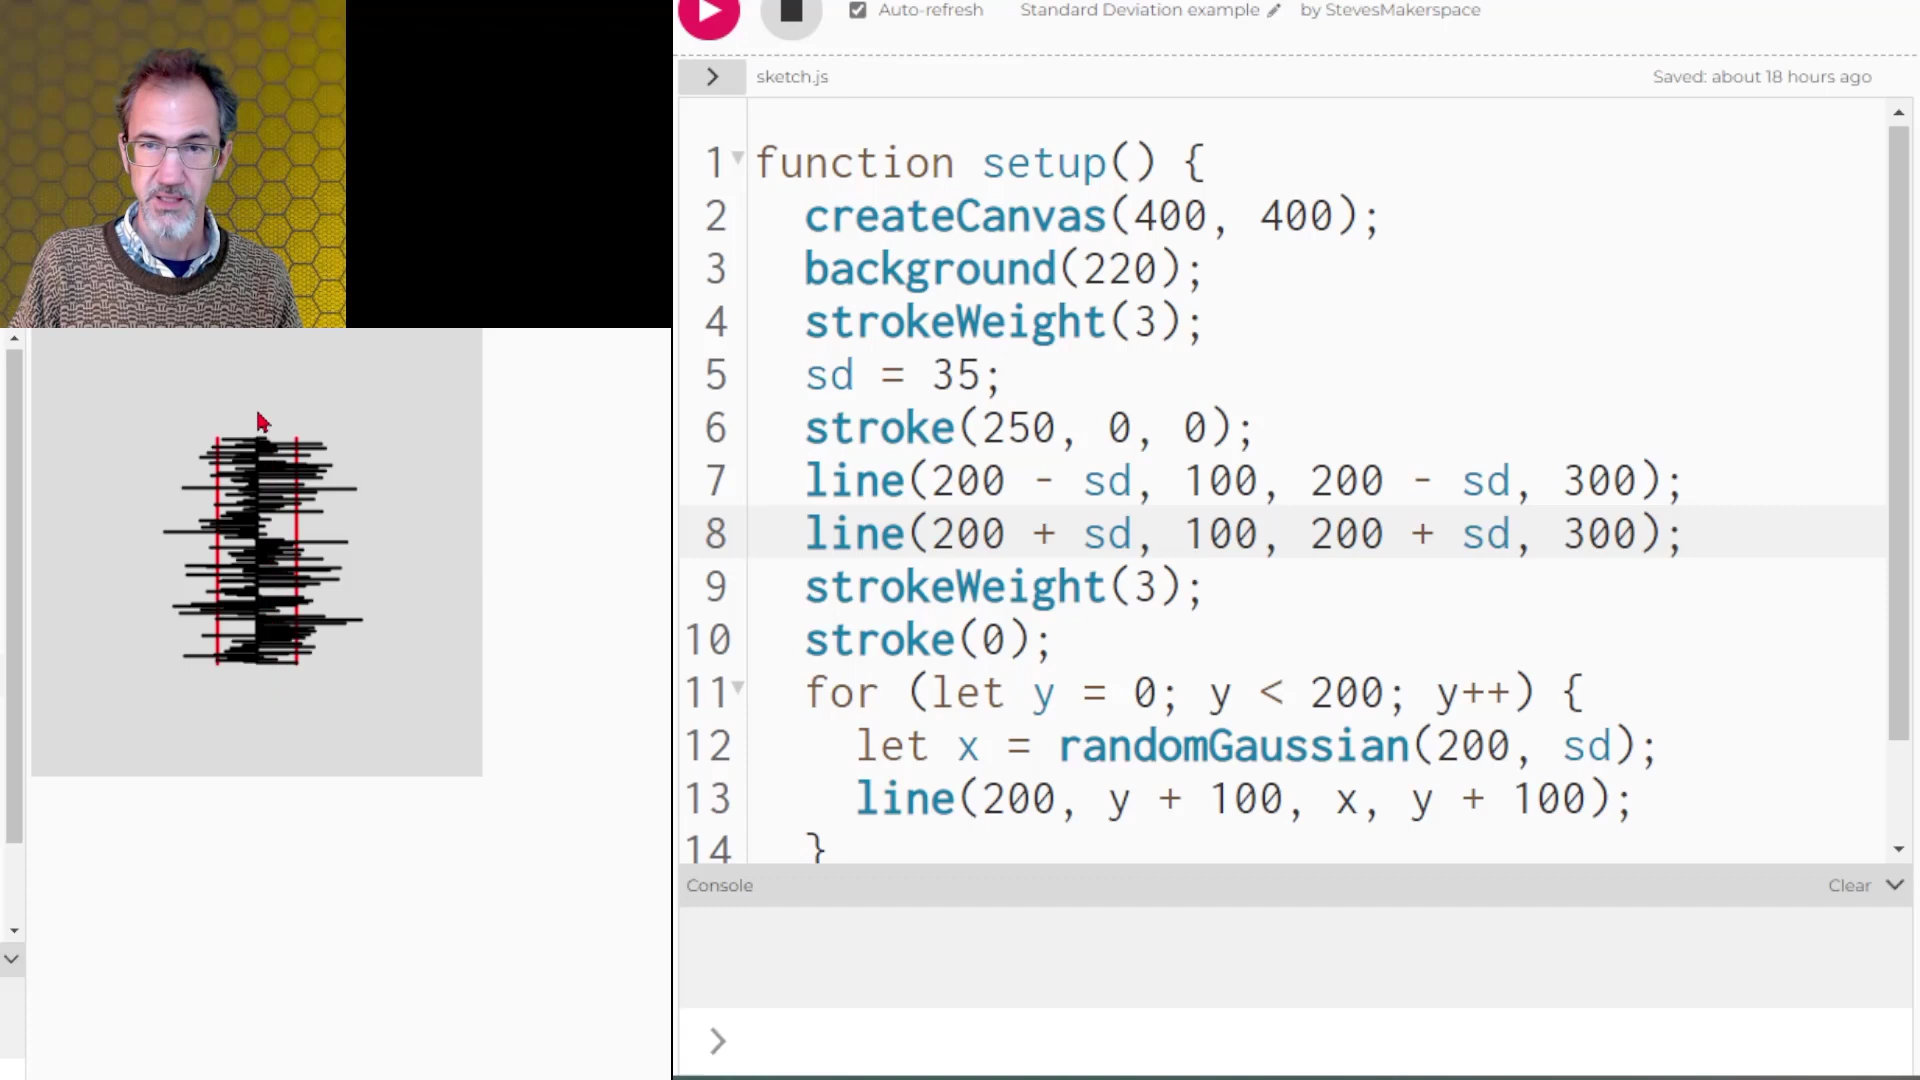 Auto-refresh Standard Deviation example by StevesMakerspace
sketch.js Saved: about 18 hours ago
1 function setup() {
2 createCanvas(400, 400);
3 background(220);
4 strokeWeight(3);
5 sd = 35;
6 stroke(250, 0, 0);
7 line(200 - sd, 100, 200 - sd, 300);
8 line(200 + sd, 100, 200 + sd, 300);
9 strokeWeight(3);
10 stroke(0);
11 for (let y = 0; y < 200; y++) {
12 let x = randomGaussian(200, sd);
13 line(200, y + 100, x, y + 100);
14 }
Console Clear